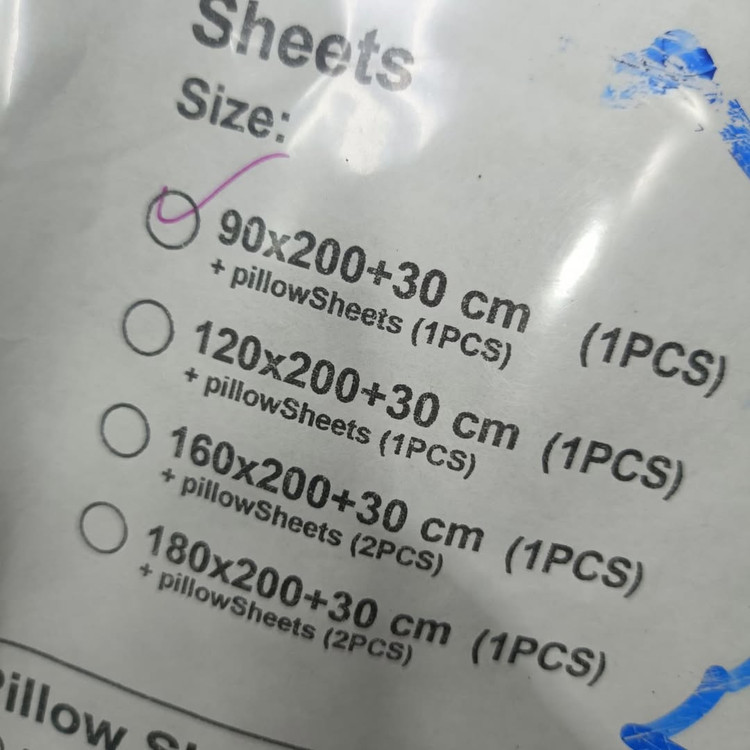 Sheets
Size:
90x200+30 cm (1PCS)
+ pillowSheets (1PCS)
120x200+30 cm (1PCS)
+ pillowSheets (1PCS)
160x200+30 cm (1PCS)
+ pillowSheets (2PCS)
180x200+30 cm (1PCS)
+ pillowSheets (2PCS)
Pillow